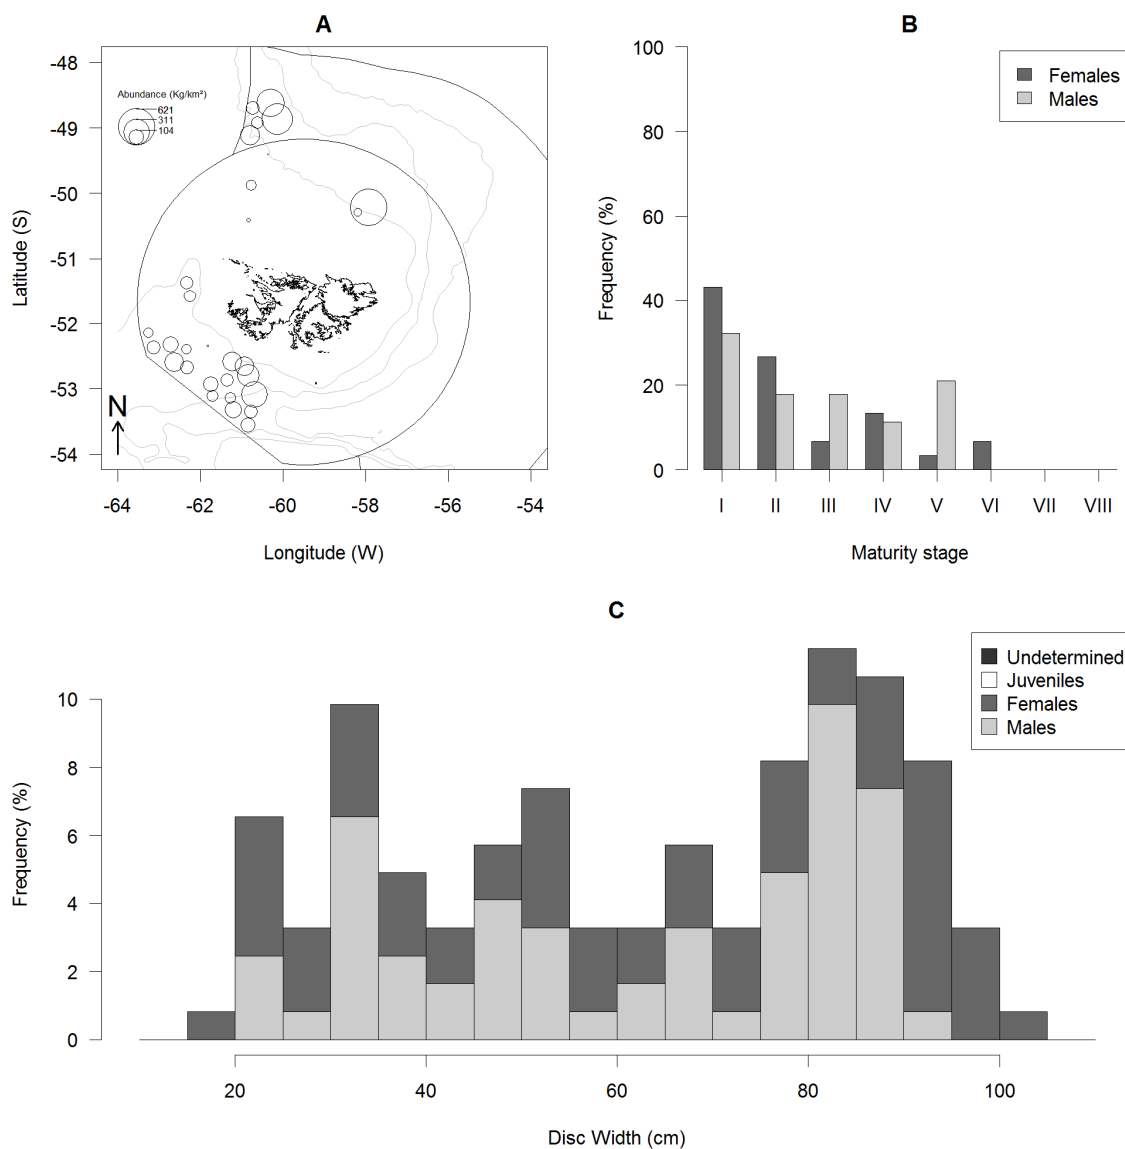 A
Abundance (Kg/km²)
621
311
104
-48
-49
-50
-51
-52
-53
-54
Latitude (S)
N
-64 -62 -60 -58 -56 -54
Longitude (W)
B
100
80
60
40
20
0
Frequency (%)
Females
Males
I II III IV V VI VII VIII
Maturity stage
C
Undetermined
Juveniles
Females
Males
10
8
6
4
2
0
Frequency (%)
20 40 60 80 100
Disc Width (cm)